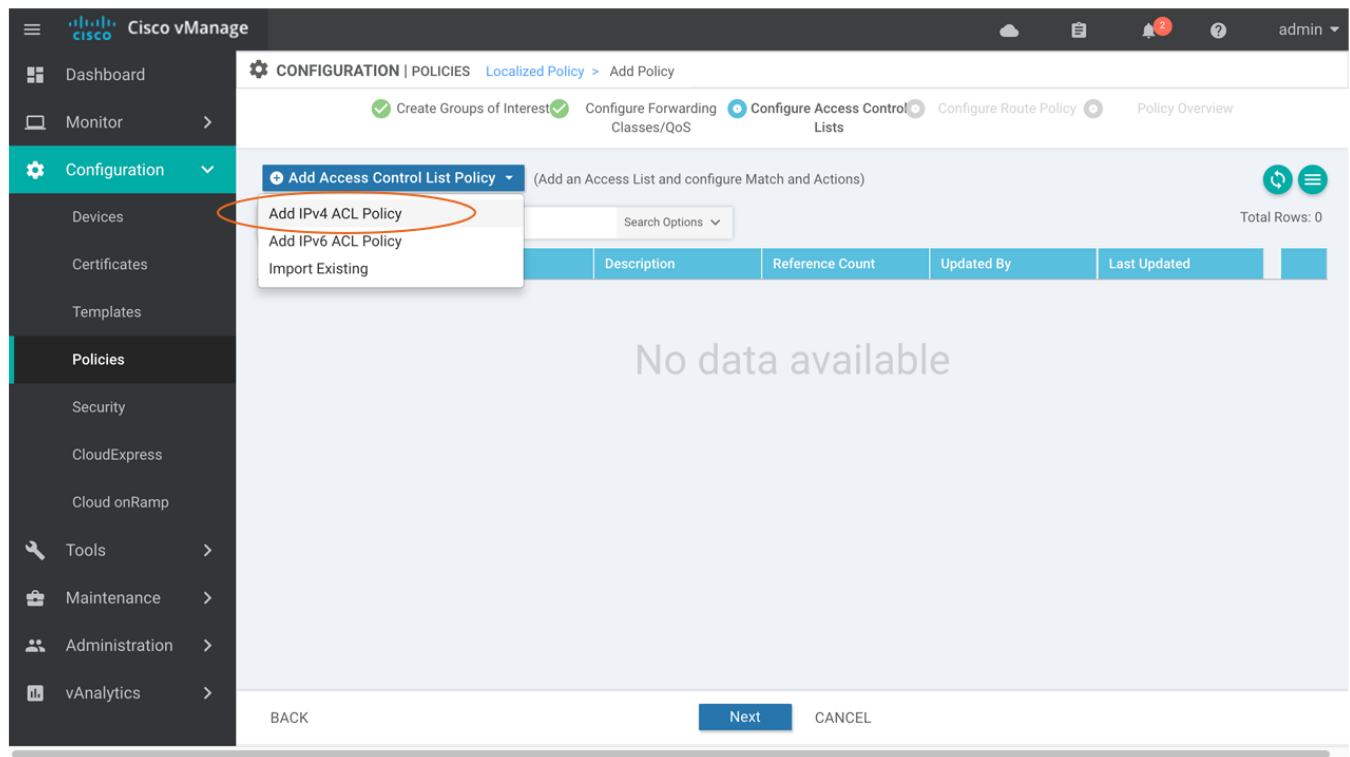 cisco Cisco vManage
2
admin
Dashboard
Monitor
Configuration
Devices
Certificates
Templates
Policies
Security
CloudExpress
Cloud onRamp
Tools
Maintenance
Administration
vAnalytics
CONFIGURATION | POLICIES Localized Policy > Add Policy
Create Groups of Interest
Configure Forwarding
Classes/QoS
Configure Access Control
Lists
Configure Route Policy
Policy Overview
Add Access Control List Policy
(Add an Access List and configure Match and Actions)
Add IPv4 ACL Policy
Add IPv6 ACL Policy
Import Existing
Search Options
Total Rows: 0
Description Reference Count Updated By Last Updated
No data available
BACK Next CANCEL